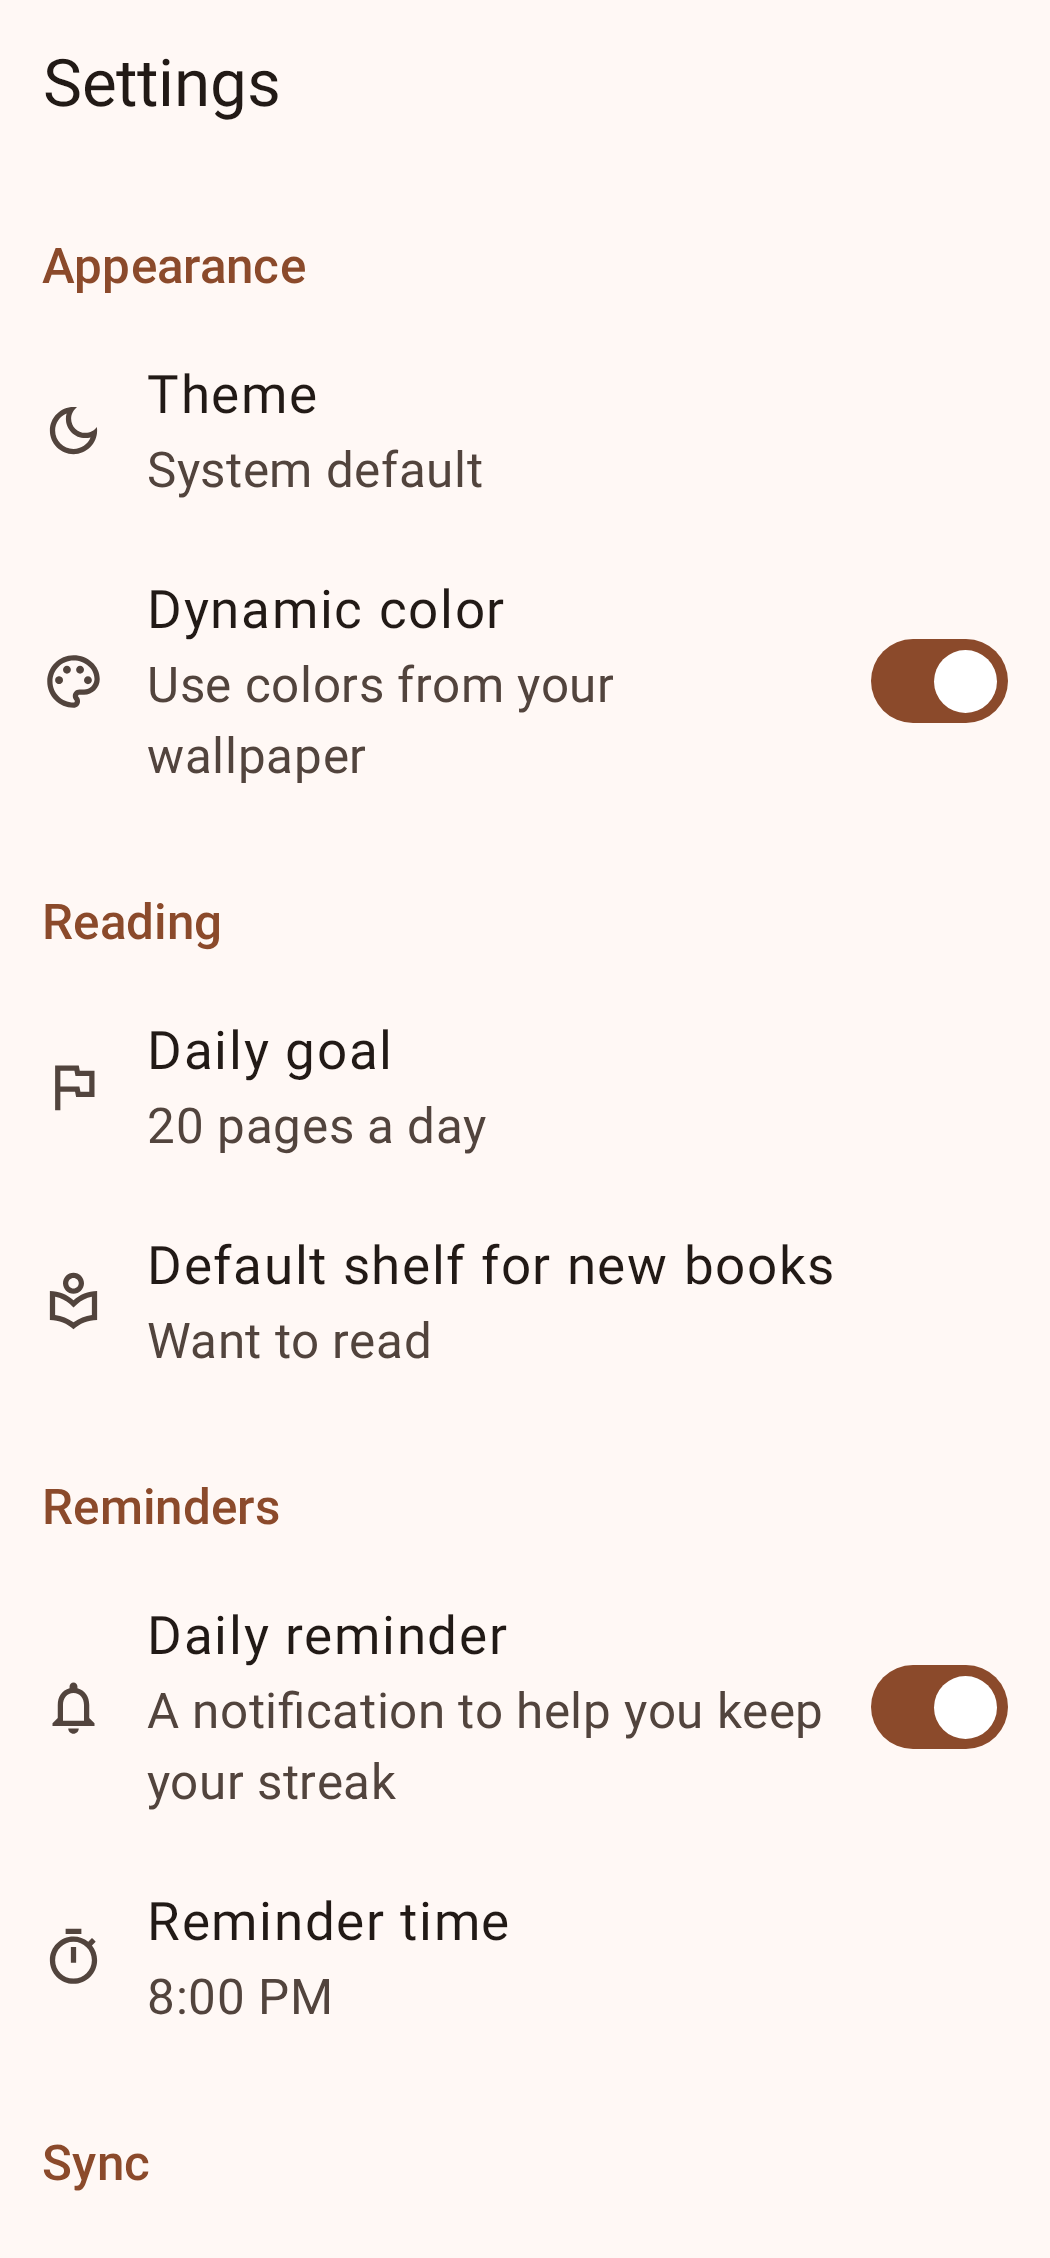 Settings
Appearance
Theme
System default
Dynamic color
Use colors from your
wallpaper
Reading
Daily goal
20 pages a day
Default shelf for new books
Want to read
Reminders
Daily reminder
A notification to help you keep
your streak
Reminder time
8:00 PM
Sync